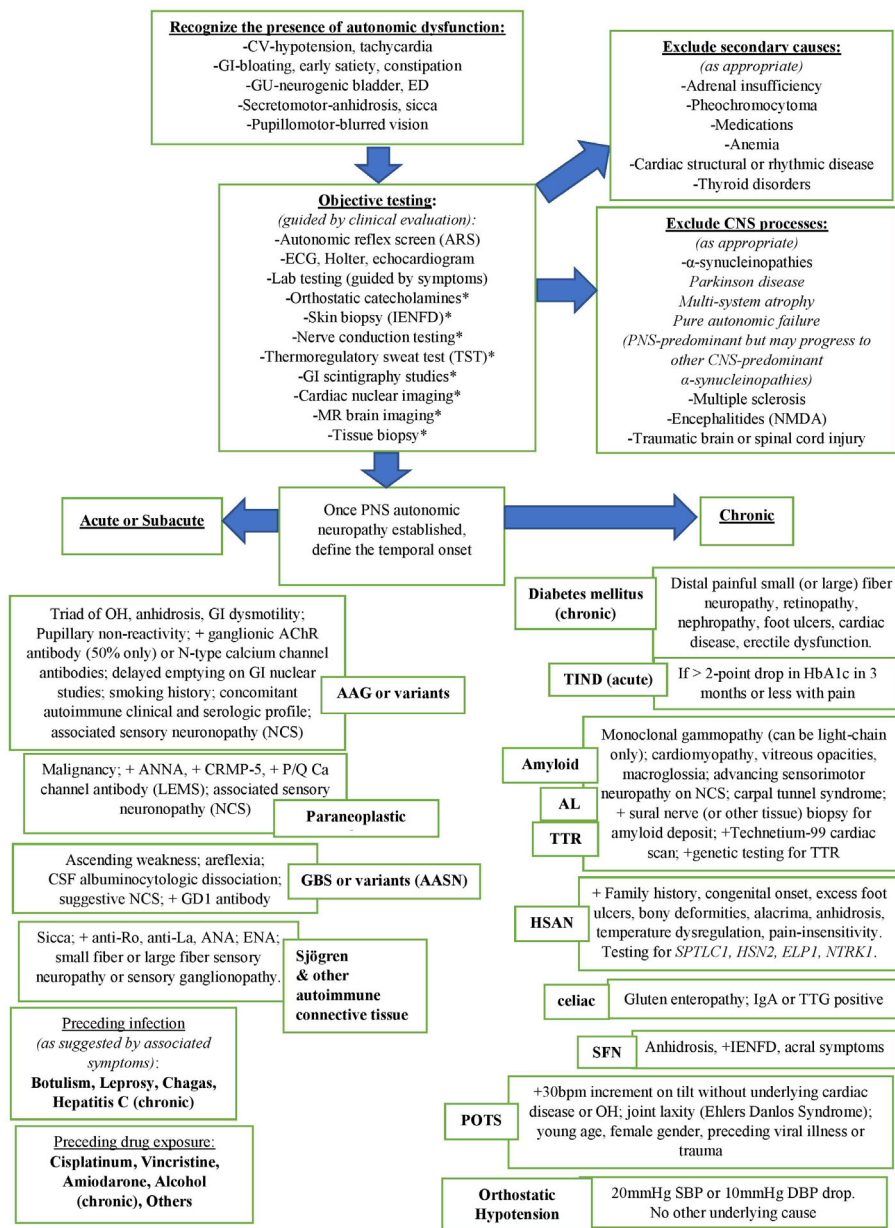 Recognize the presence of autonomic dysfunction:
-CV-hypotension, tachycardia
-GI-bloating, early satiety, constipation
-GU-neurogenic bladder, ED
-Secretomotor-anhidrosis, sicca
-Pupillomotor-blurred vision
Exclude secondary causes:
(as appropriate)
-Adrenal insufficiency
-Pheochromocytoma
-Medications
-Anemia
-Cardiac structural or rhythmic disease
-Thyroid disorders
Objective testing:
(guided by clinical evaluation):
-Autonomic reflex screen (ARS)
-ECG, Holter, echocardiogram
-Lab testing (guided by symptoms)
-Orthostatic catecholamines*
-Skin biopsy (IENFD)*
-Nerve conduction testing*
-Thermoregulatory sweat test (TST)*
-GI scintigraphy studies*
-Cardiac nuclear imaging*
-MR brain imaging*
-Tissue biopsy*
Exclude CNS processes:
(as appropriate)
-α-synucleinopathies
Parkinson disease
Multi-system atrophy
Pure autonomic failure
(PNS-predominant but may progress to
other CNS-predominant
α-synucleinopathies)
-Multiple sclerosis
-Encephalitides (NMDA)
-Traumatic brain or spinal cord injury
Acute or Subacute
Once PNS autonomic
neuropathy established,
define the temporal onset
Chronic
Triad of OH, anhidrosis, GI dysmotility;
Pupillary non-reactivity; + ganglionic AChR
antibody (50% only) or N-type calcium channel
antibodies; delayed emptying on GI nuclear
studies; smoking history; concomitant
autoimmune clinical and serologic profile;
associated sensory neuronopathy (NCS)
AAG or variants
Malignancy; + ANNA, + CRMP-5, + P/Q Ca
channel antibody (LEMS); associated sensory
neuronopathy (NCS)
Paraneoplastic
Ascending weakness; areflexia;
CSF albuminocytologic dissociation;
suggestive NCS; + GD1 antibody
GBS or variants (AASN)
Sicca; + anti-Ro, anti-La, ANA; ENA;
small fiber or large fiber sensory
neuropathy or sensory ganglionopathy.
Sjögren
& other
autoimmune
connective tissue
Preceding infection
(as suggested by associated
symptoms):
Botulism, Leprosy, Chagas,
Hepatitis C (chronic)
Preceding drug exposure:
Cisplatinum, Vincristine,
Amiodarone, Alcohol
(chronic), Others
Diabetes mellitus
(chronic)
Distal painful small (or large) fiber
neuropathy, retinopathy,
nephropathy, foot ulcers, cardiac
disease, erectile dysfunction.
TIND (acute)
If > 2-point drop in HbA1c in 3
months or less with pain
Amyloid
AL
TTR
Monoclonal gammopathy (can be light-chain
only); cardiomyopathy, vitreous opacities,
macroglossia; advancing sensorimotor
neuropathy on NCS; carpal tunnel syndrome;
+ sural nerve (or other tissue) biopsy for
amyloid deposit; +Technetium-99 cardiac
scan; +genetic testing for TTR
HSAN
+ Family history, congenital onset, excess foot
ulcers, bony deformities, alacrima, anhidrosis,
temperature dysregulation, pain-insensitivity.
Testing for SPTLC1, HSN2, ELP1, NTRK1.
celiac
Gluten enteropathy; IgA or TTG positive
SFN
Anhidrosis, +IENFD, acral symptoms
POTS
+30bpm increment on tilt without underlying cardiac
disease or OH; joint laxity (Ehlers Danlos Syndrome);
young age, female gender, preceding viral illness or
trauma
Orthostatic
Hypotension
20mmHg SBP or 10mmHg DBP drop.
No other underlying cause